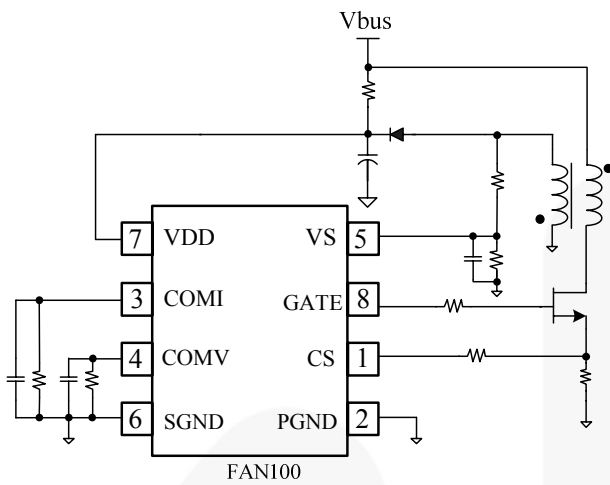 Vbus
7 VDD VS 5
3 COMI GATE 8
4 COMV CS 1
6 SGND PGND 2
FAN100